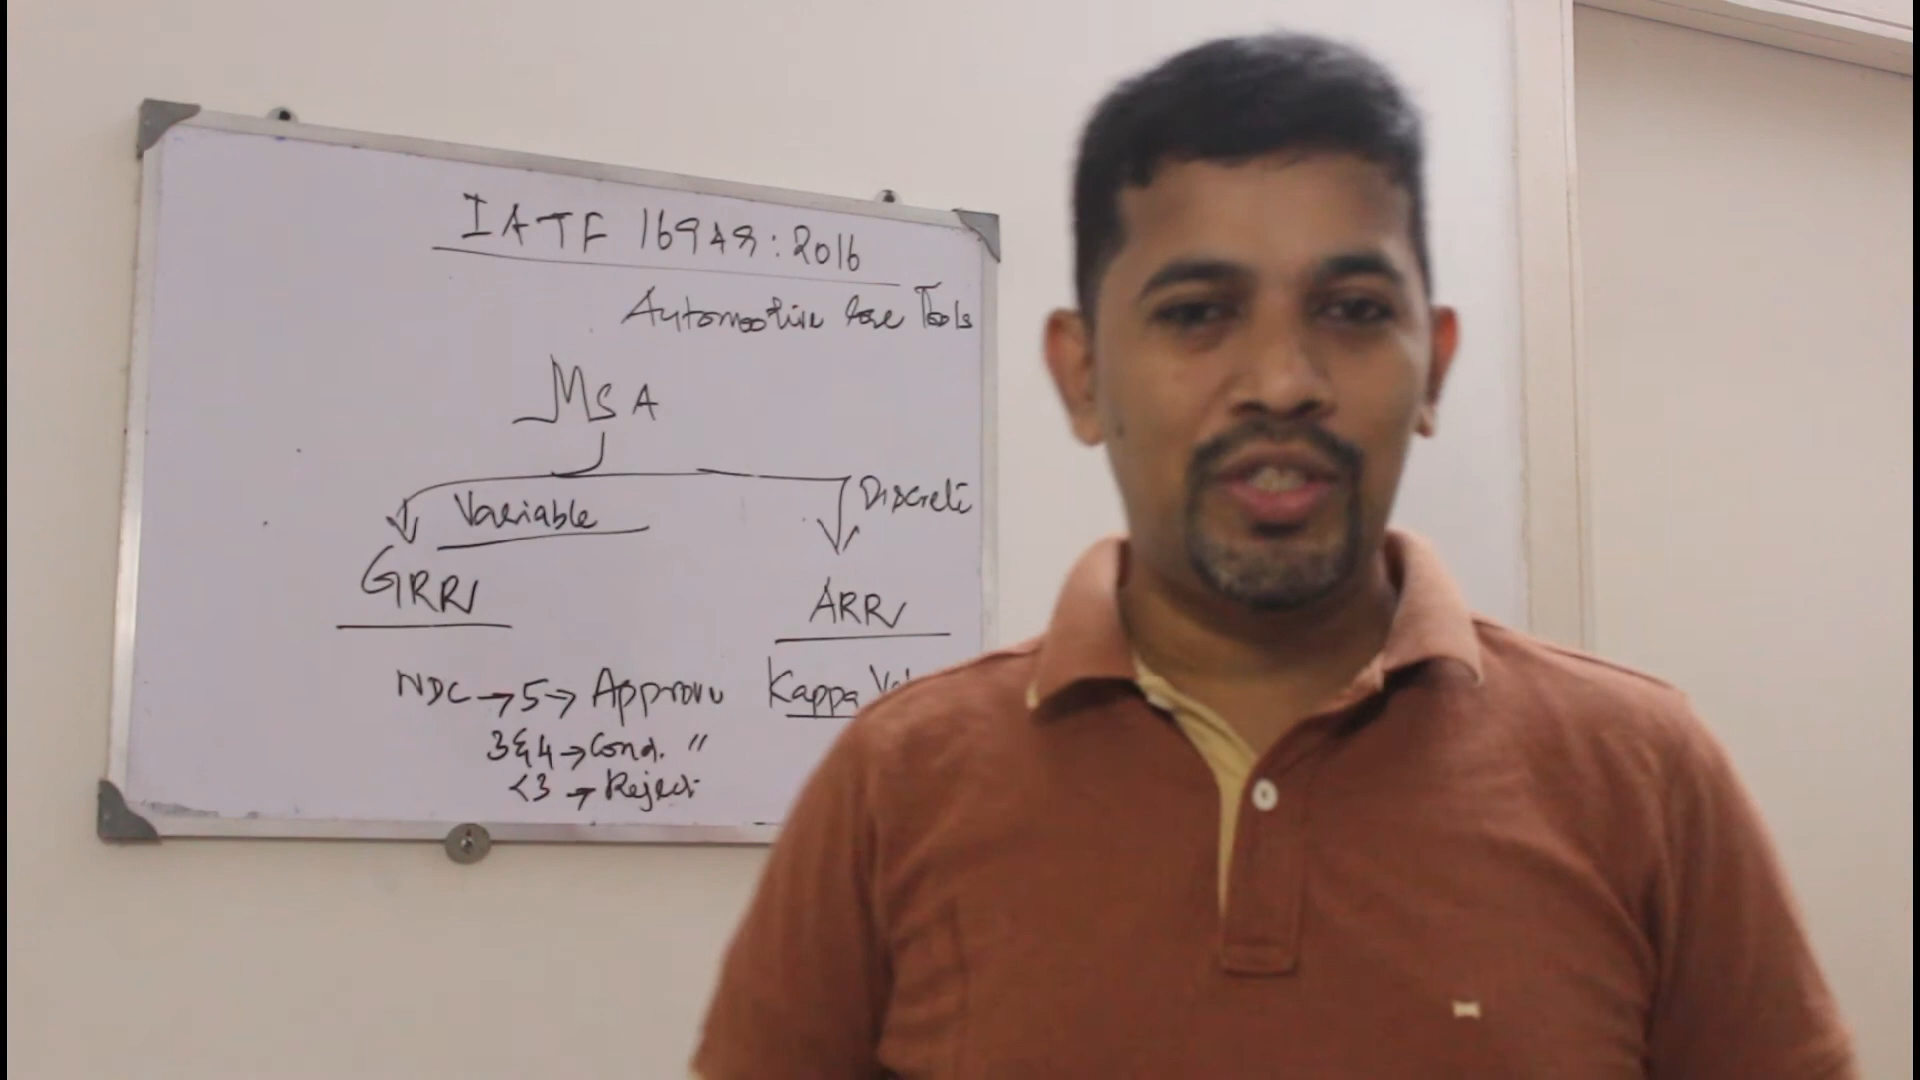 IATF 16949:2016
Automotive Core Tools
MSA
Variable
Discrete
GRR
ARR
NDC → 5 → Approve
Kappa
3 & 4 → Cond. "
<3 → Reject